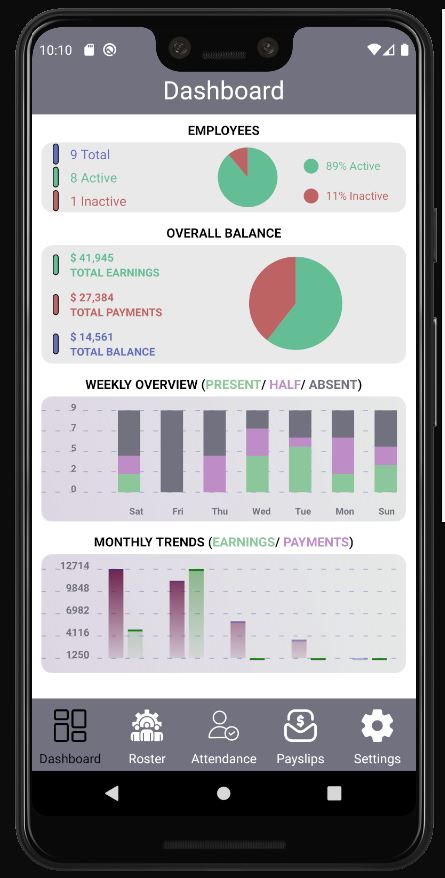 10:10
Dashboard
EMPLOYEES
9 Total
8 Active
1 Inactive
89% Active
11% Inactive
OVERALL BALANCE
$ 41,945
TOTAL EARNINGS
$ 27,384
TOTAL PAYMENTS
$ 14,561
TOTAL BALANCE
WEEKLY OVERVIEW (PRESENT/ HALF/ ABSENT)
9
7
5
2
0
Sat Fri Thu Wed Tue Mon Sun
MONTHLY TRENDS (EARNINGS/ PAYMENTS)
12714
9848
6982
4116
1250
Dashboard Roster Attendance Payslips Settings